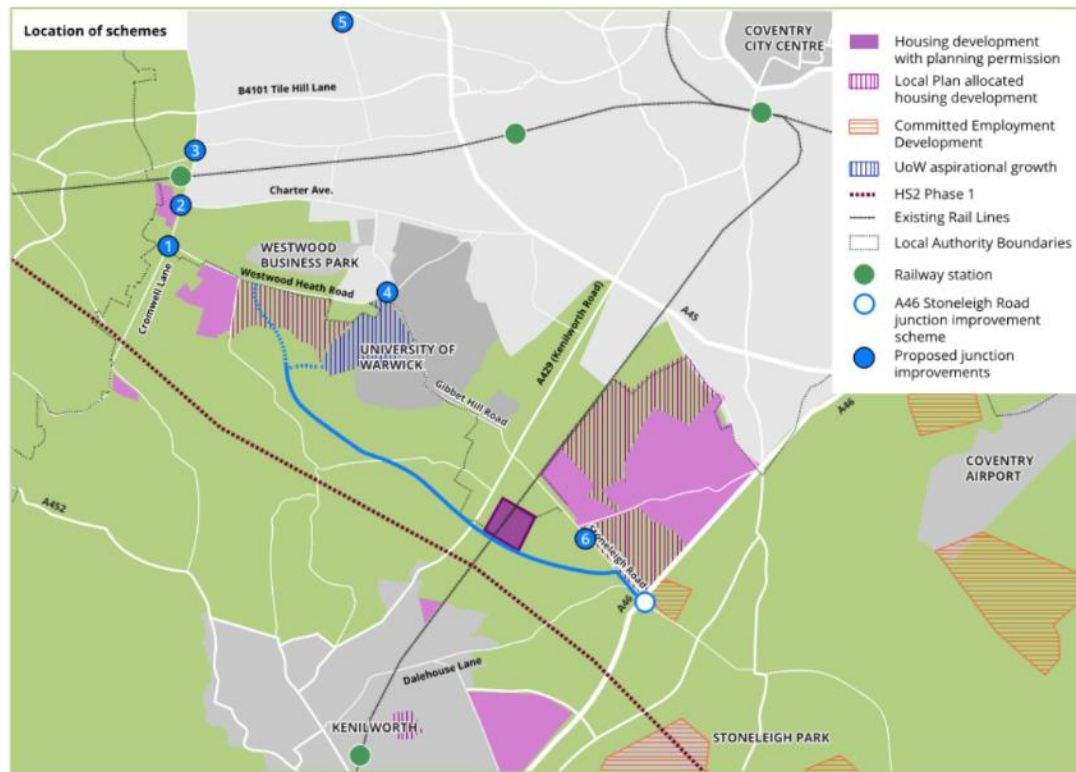 Location of schemes
5
COVENTRY
CITY CENTRE
B4101 Tile Hill Lane
3
Charter Ave.
2
1
WESTWOOD
BUSINESS PARK
Westwood Heath Road
4
Cromwell Lane
UNIVERSITY OF
WARWICK
A429 (Kenilworth Road)
A45
Gibbet Hill Road
A46
COVENTRY
AIRPORT
A452
6
Stoneleigh Road
A46
Dalehouse Lane
KENILWORTH
STONELEIGH PARK
Housing development
with planning permission
Local Plan allocated
housing development
Committed Employment
Development
UoW aspirational growth
HS2 Phase 1
Existing Rail Lines
Local Authority Boundaries
Railway station
A46 Stoneleigh Road
junction improvement
scheme
Proposed junction
improvements